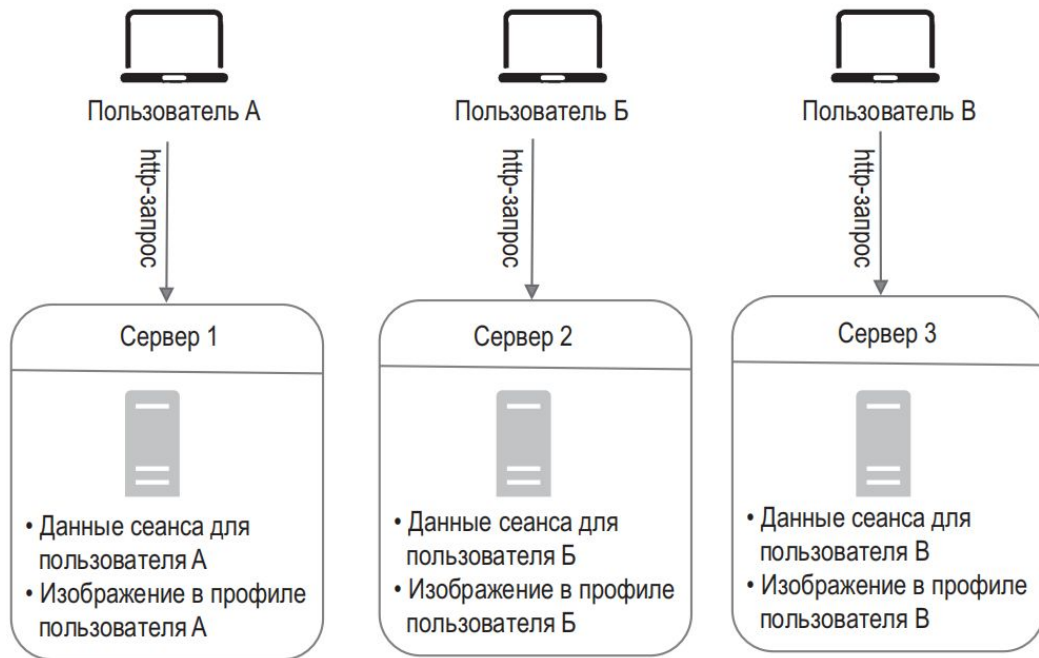 Пользователь А
http-запрос
Сервер 1
• Данные сеанса для
пользователя А
• Изображение в профиле
пользователя А
Пользователь Б
http-запрос
Сервер 2
• Данные сеанса для
пользователя Б
• Изображение в профиле
пользователя Б
Пользователь В
http-запрос
Сервер 3
• Данные сеанса для
пользователя В
• Изображение в профиле
пользователя В